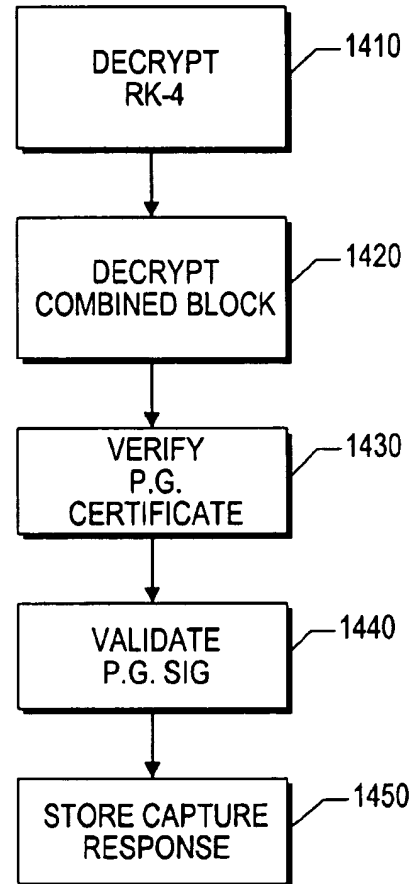 DECRYPT
RK-4
1410
DECRYPT
COMBINED BLOCK
1420
VERIFY
P.G.
CERTIFICATE
1430
VALIDATE
P.G. SIG
1440
STORE CAPTURE
RESPONSE
1450